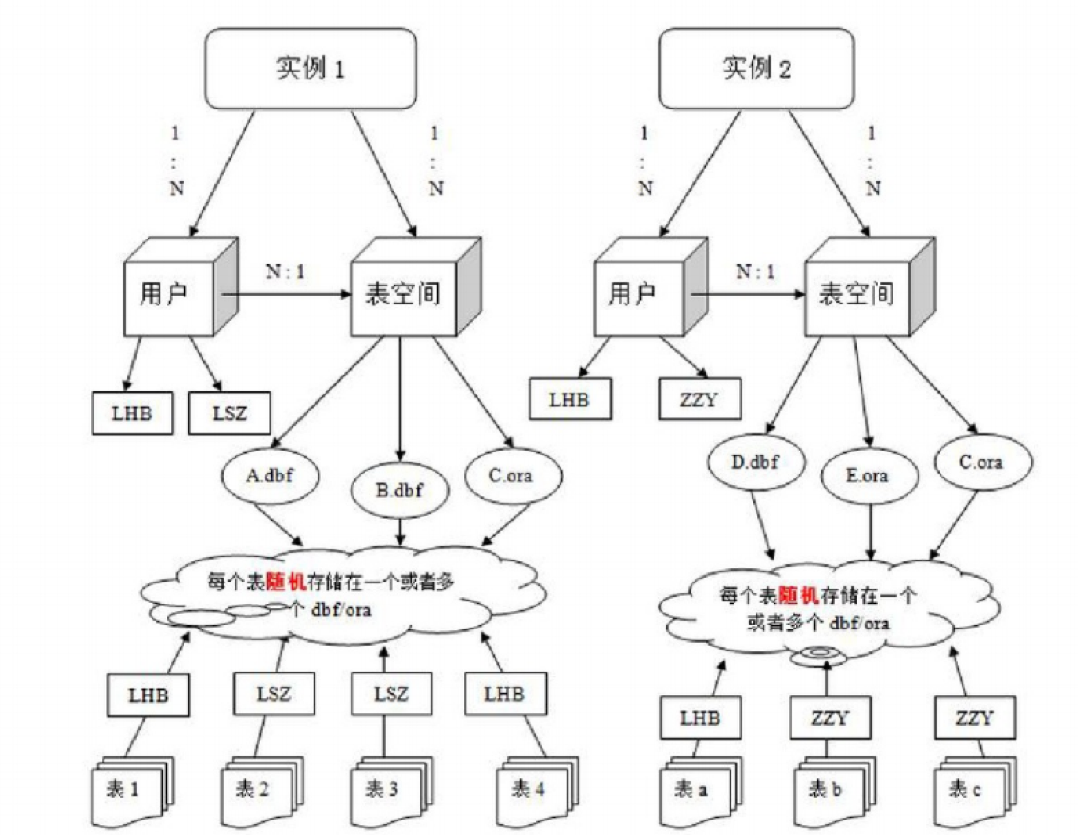 实例 1
实例 2
1
:
N
1
:
N
1
:
N
1
:
N
用户
N : 1
表空间
用户
N : 1
表空间
LHB
LSZ
LHB
ZZY
A.dbf
B.dbf
C.ora
D.dbf
E.ora
C.ora
每个表随机存储在一个或者多
个 dbf/ora
每个表随机存储在一个
或者多个 dbf/ora
LHB
LSZ
LSZ
LHB
LHB
ZZY
ZZY
表 1
表 2
表 3
表 4
表 a
表 b
表 c